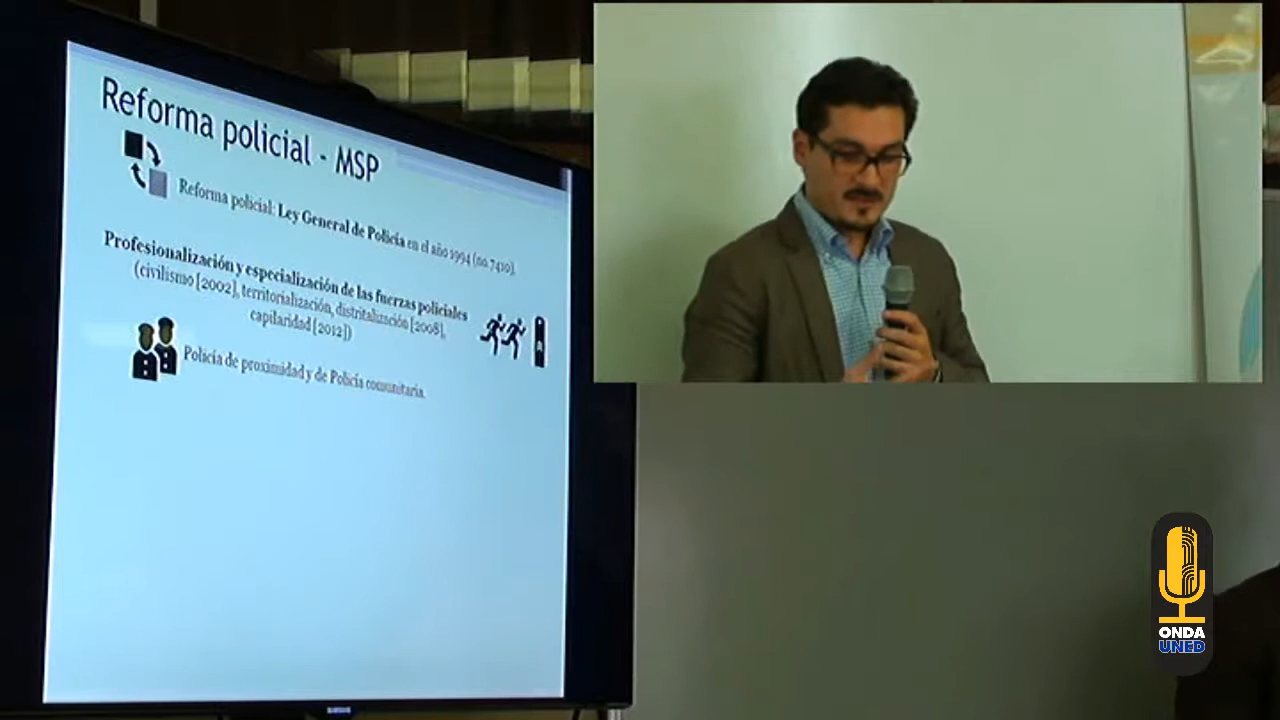 Reforma policial - MSP
Reforma policial: Ley General de Policía en el año 1994 (no. 7410).
Profesionalización y especialización de las fuerzas policiales
(civilismo [2002], territorialización, distritalización [2008],
capilaridad [2012])
Policía de proximidad y de Policía comunitaria.
SAMSUNG
ONDA
UNED